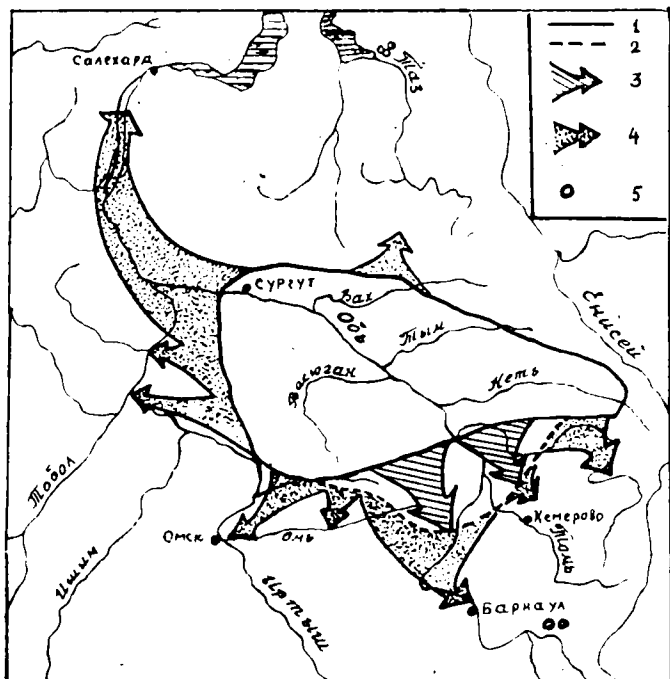 Салехард
Таз
1
2
3
4
5
Сургут
Вах
Обь
Тым
Васюган
Кеть
Енисей
Тобол
Ишим
Омск
Омь
Иртыш
Кемерово
Томь
Барнаул